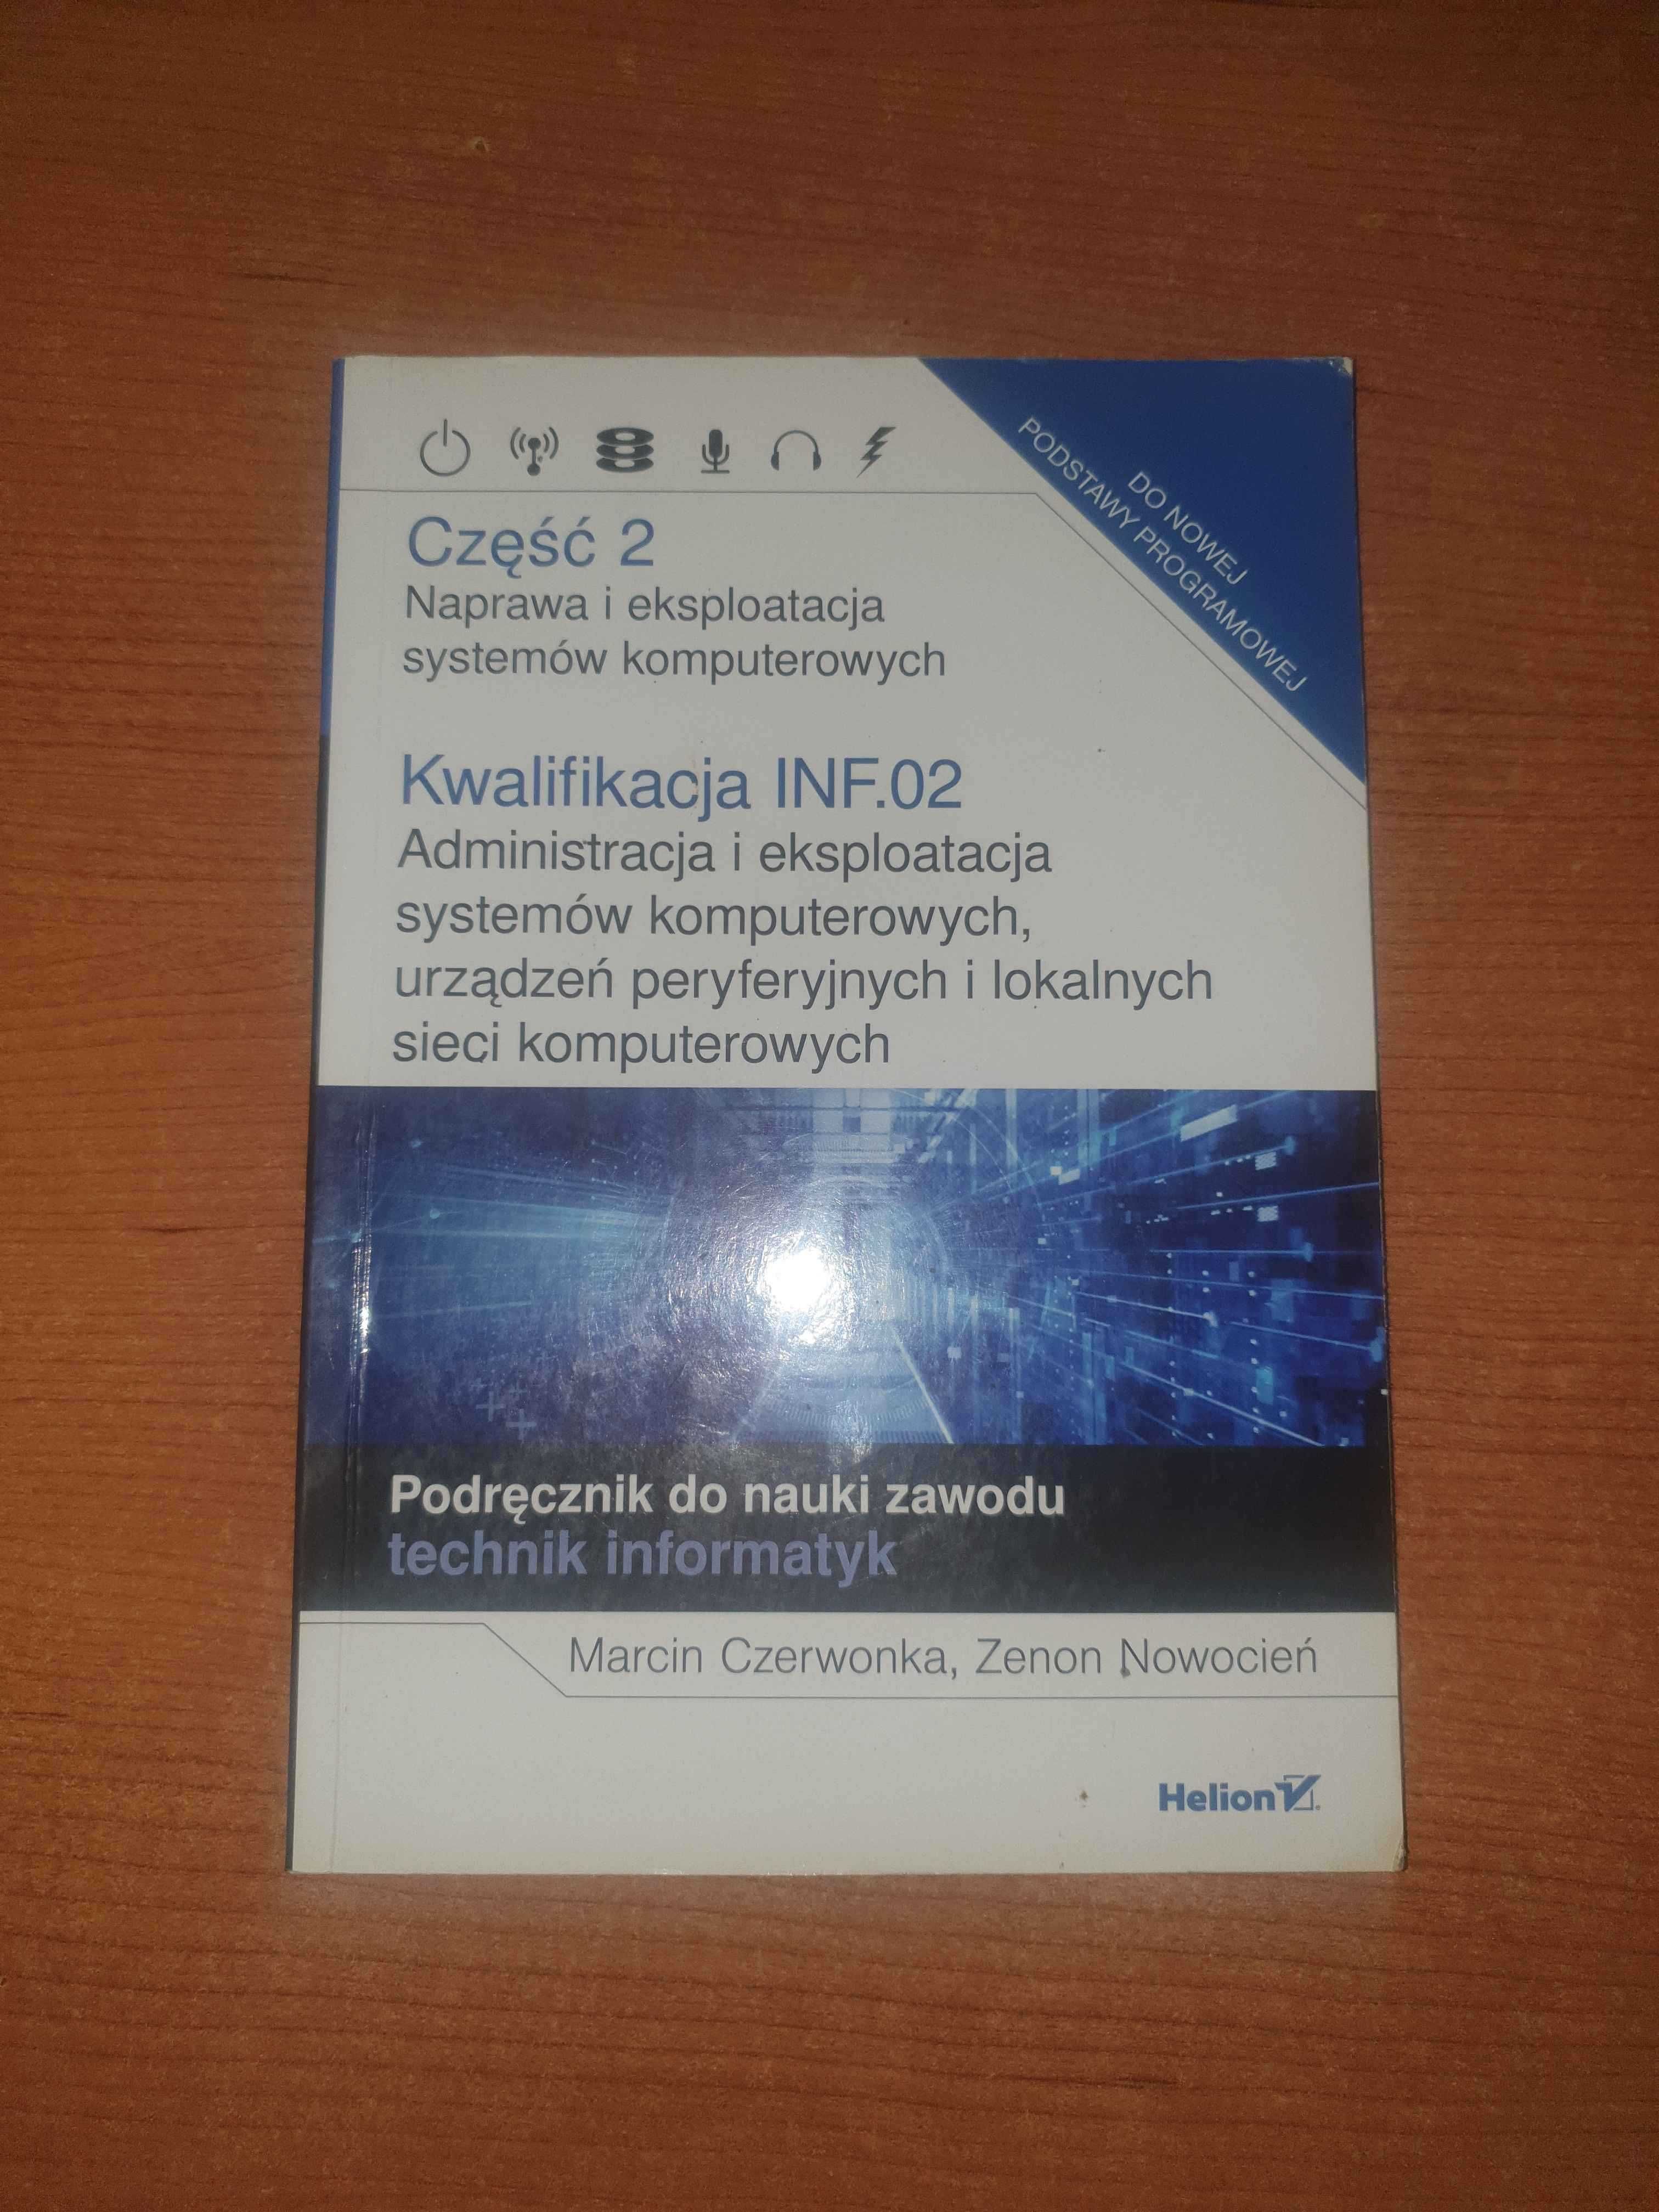 DO NOWEJ
PODSTAWY PROGRAMOWEJ
Część 2
Naprawa i eksploatacja
systemów komputerowych
Kwalifikacja INF.02
Administracja i eksploatacja
systemów komputerowych,
urządzeń peryferyjnych i lokalnych
sieci komputerowych
Podręcznik do nauki zawodu
technik informatyk
Marcin Czerwonka, Zenon Nowocień
Helion